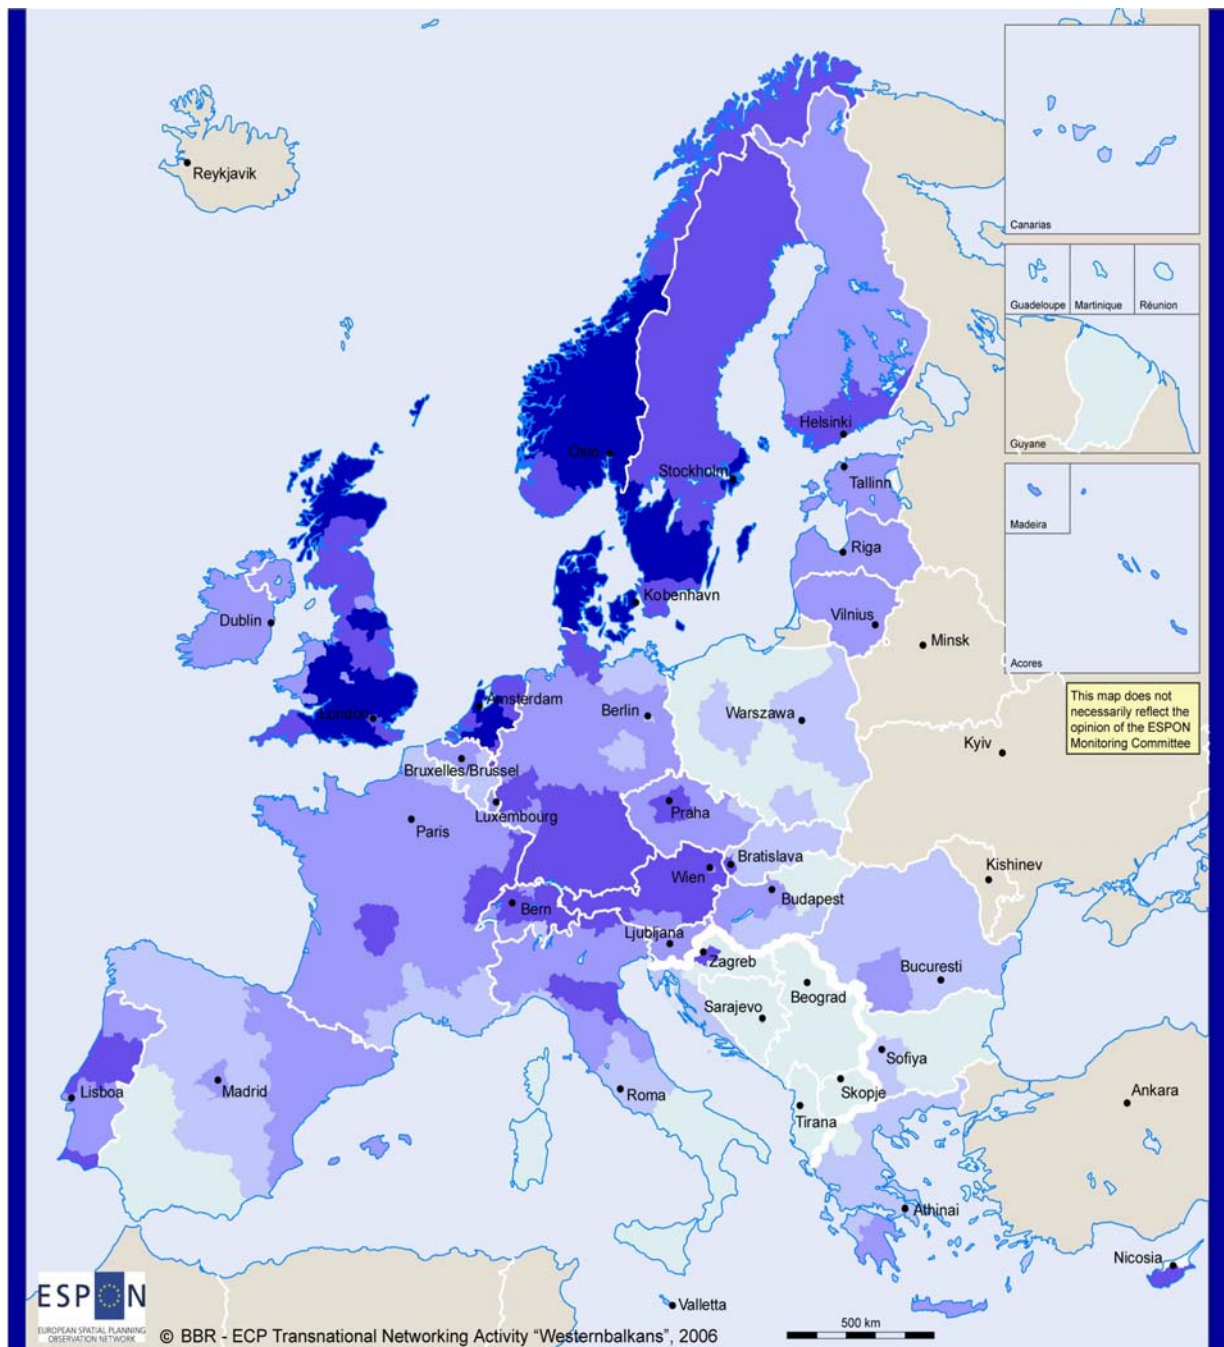 Reykjavik
Canarias
Guadeloupe
Martinique
Réunion
Guyane
Helsinki
Oslo
Stockholm
Tallinn
Madeira
Riga
Kobenhavn
Dublin
Vilnius
Minsk
Acores
Amsterdam
London
Berlin
Warszawa
This map does not
necessarily reflect the
opinion of the ESPON
Monitoring Committee
Kyiv
Bruxelles/Brüssel
Luxembourg
Praha
Paris
Bratislava
Kishinev
Wien
Budapest
Bern
Ljubljana
Zagreb
Bucuresti
Beograd
Sarajevo
Sofiya
Madrid
Lisboa
Roma
Skopje
Ankara
Tirana
Athinai
Nicosia
ESPON
EUROPEAN SPATIAL PLANNING
OBSERVATION NETWORK
Valletta
500 km
© BBR - ECP Transnational Networking Activity “Westernbalkans”, 2006